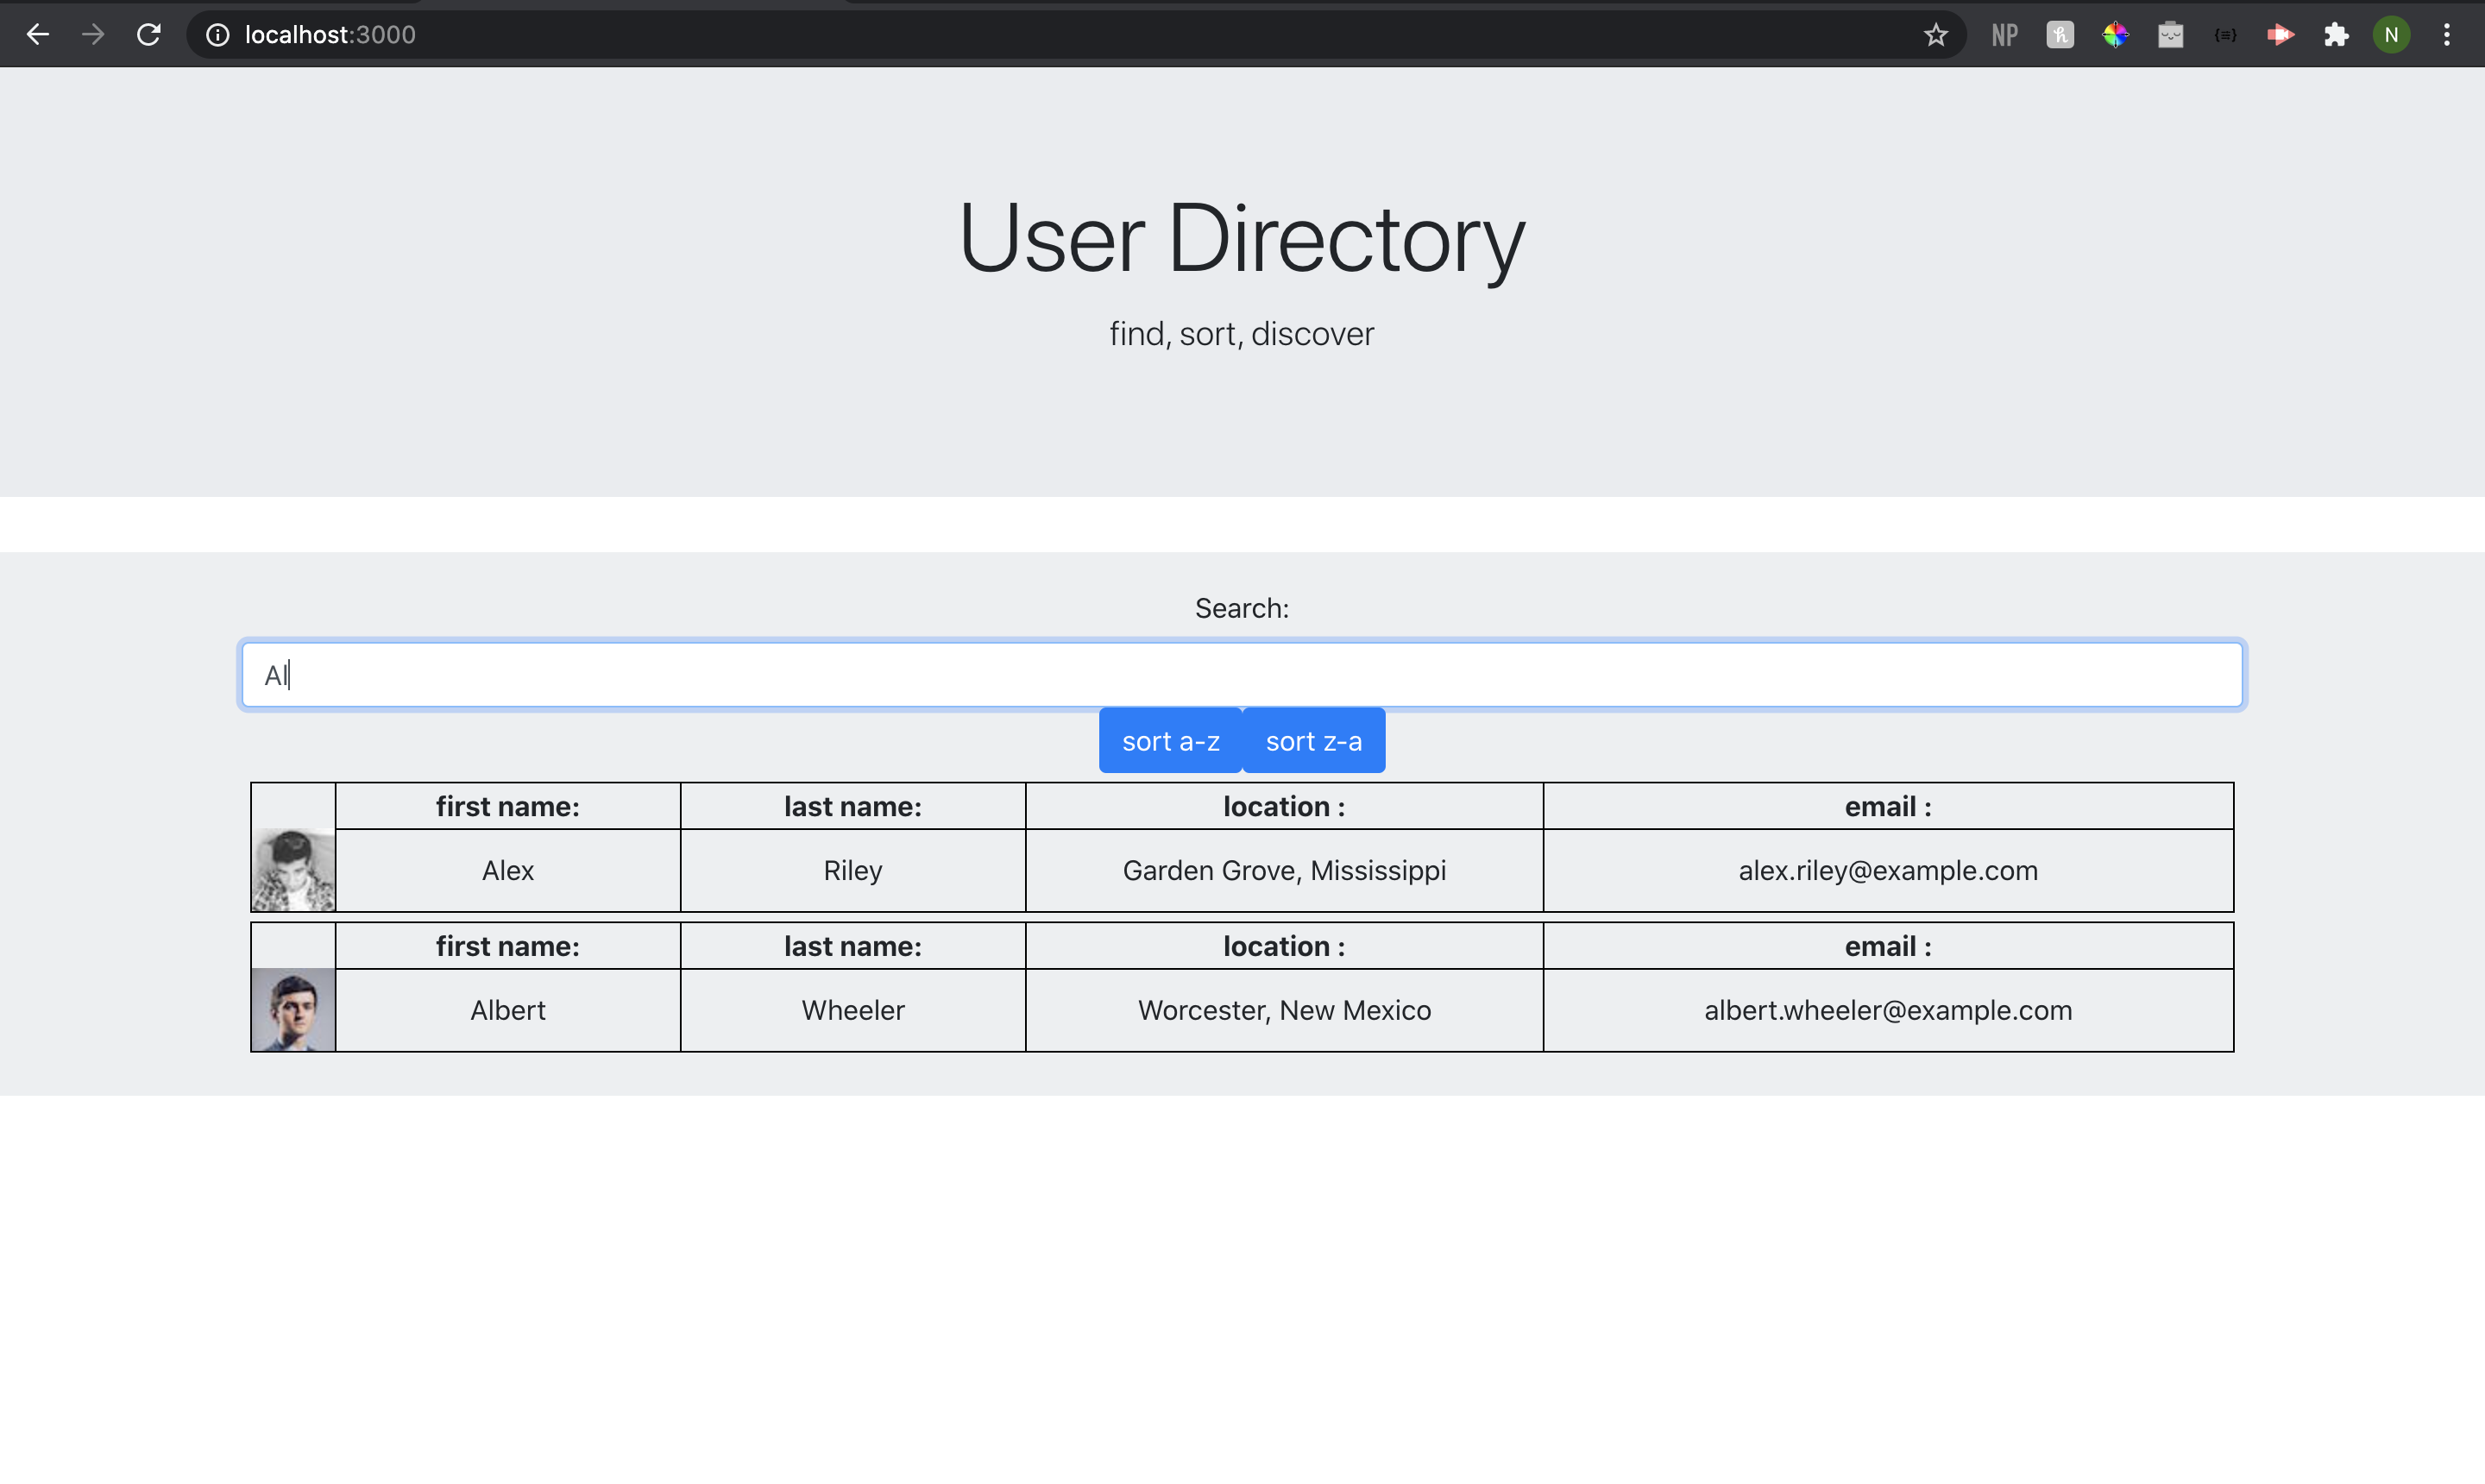 localhost:3000
NP
N
User Directory
find, sort, discover
Search:
Al
sort a-z sort z-a
first name: last name: location : email :
Alex Riley Garden Grove, Mississippi alex.riley@example.com
first name: last name: location : email :
Albert Wheeler Worcester, New Mexico albert.wheeler@example.com